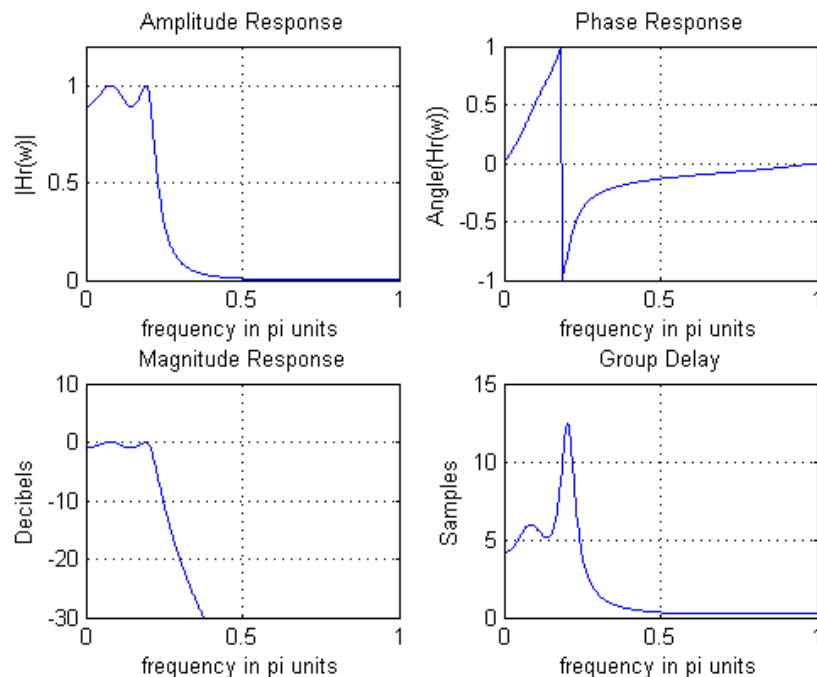 Amplitude Response
1
0.5
0
|Hr(w)|
0
0.5
1
frequency in pi units
Phase Response
1
0.5
0
-0.5
-1
Angle(Hr(w))
0
0.5
1
frequency in pi units
Magnitude Response
10
0
-10
-20
-30
Decibels
0
0.5
1
frequency in pi units
Group Delay
15
10
5
0
Samples
0
0.5
1
frequency in pi units